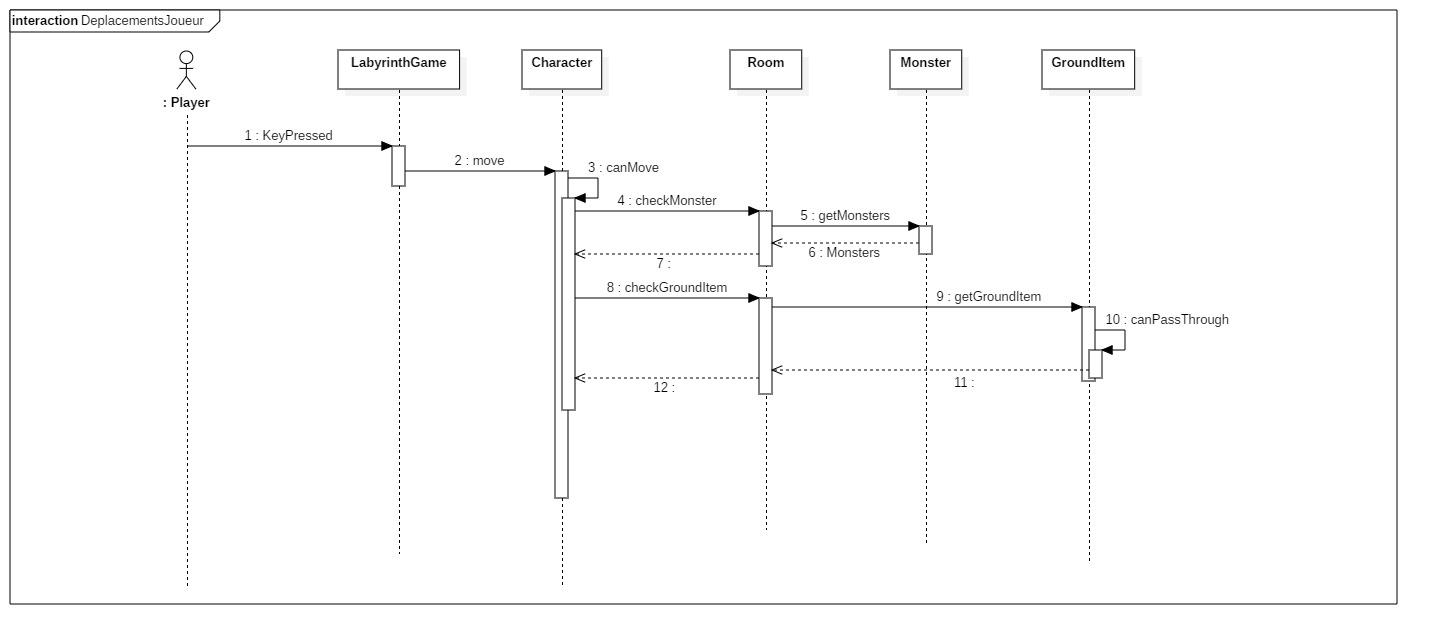 interaction DeplacementsJoueur
: Player
LabyrinthGame
Character
Room
Monster
GroundItem
1 : KeyPressed
2 : move
3 : canMove
4 : checkMonster
5 : getMonsters
6 : Monsters
7 :
8 : checkGroundItem
9 : getGroundItem
10 : canPassThrough
11 :
12 :